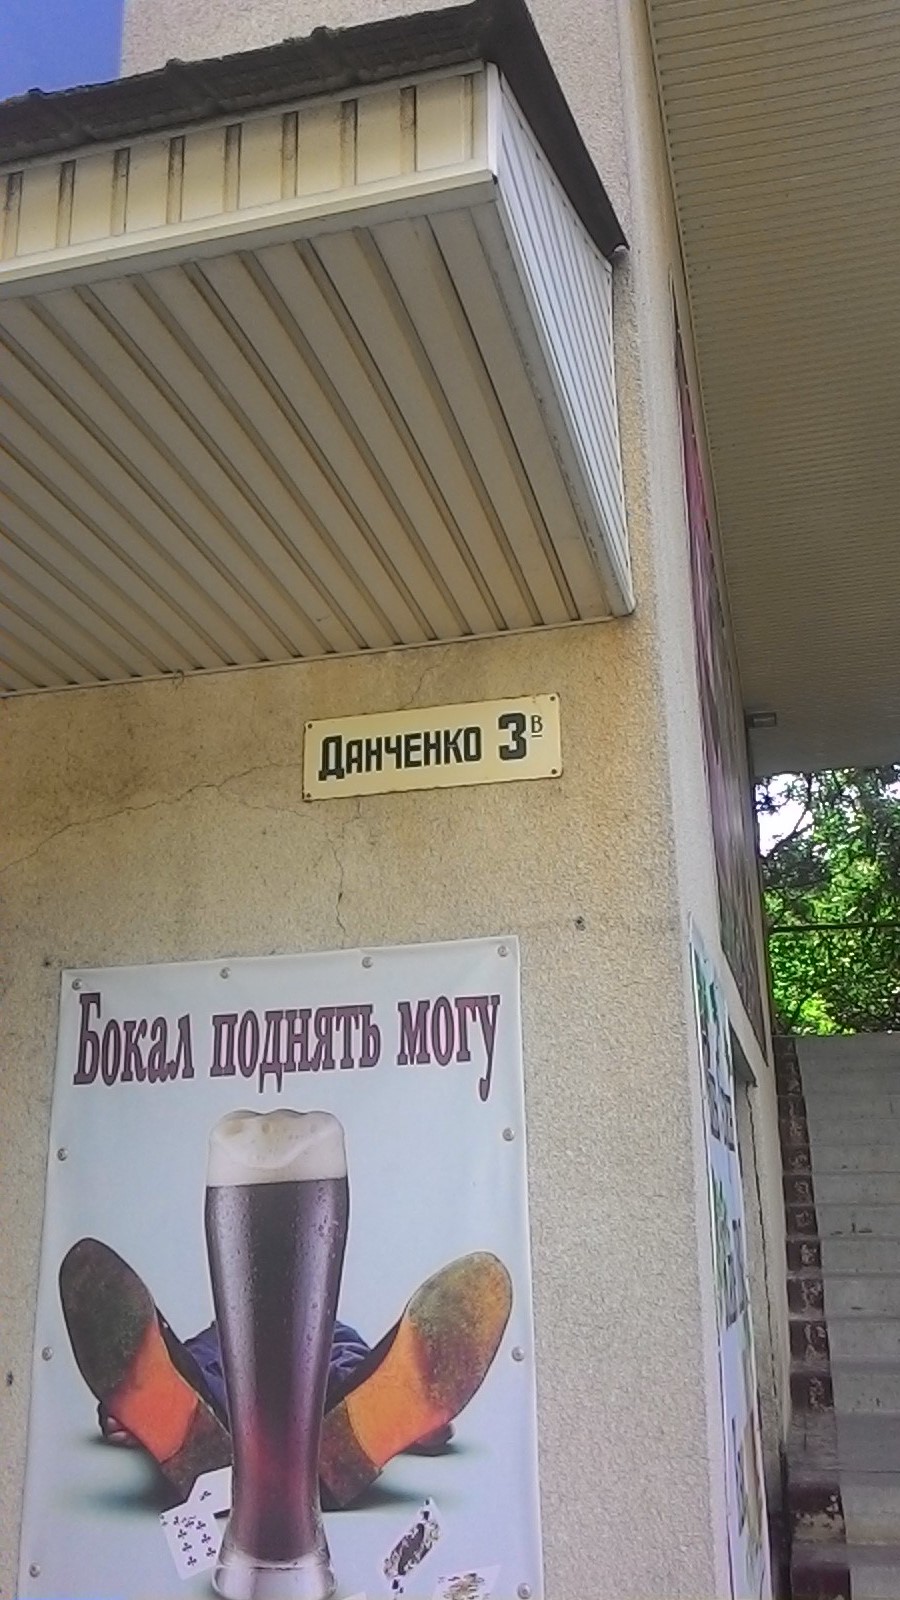 Данченко 3В
Бокал поднять могу